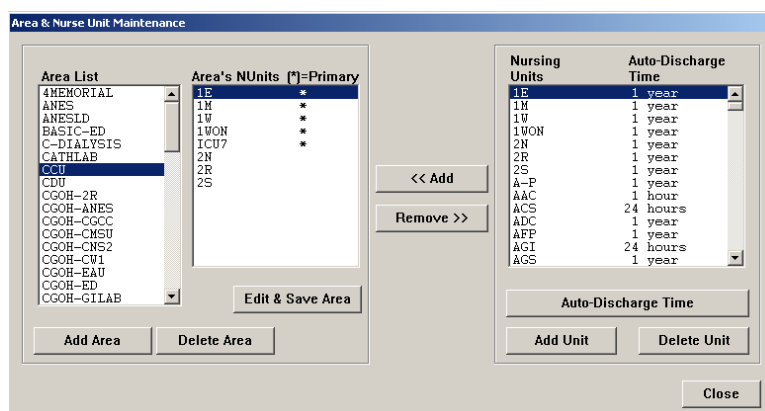 Area & Nurse Unit Maintenance
Area List
4MEMORIAL
ANES
ANESLD
BASIC-ED
C-DIALYSIS
CATHLAB
CCU
CDU
CGOH-2R
CGOH-ANES
CGOH-CGCC
CGOH-CMSU
CGOH-CNS2
CGOH-CW1
CGOH-EAU
CGOH-ED
CGOH-GILAB
Area's NUnits (*)=Primary
1E *
1M *
1W *
1WON *
ICU7 *
2N
2R
2S
Edit & Save Area
Add Area
Delete Area
<< Add
Remove >>
Nursing Units Auto-Discharge Time
1E 1 year
1M 1 year
1W 1 year
1WON 1 year
2N 1 year
2R 1 year
2S 1 year
A-P 1 year
AAC 1 hour
ACS 24 hours
ADC 1 year
AFP 1 year
AGI 24 hours
AGS 1 year
Auto-Discharge Time
Add Unit
Delete Unit
Close